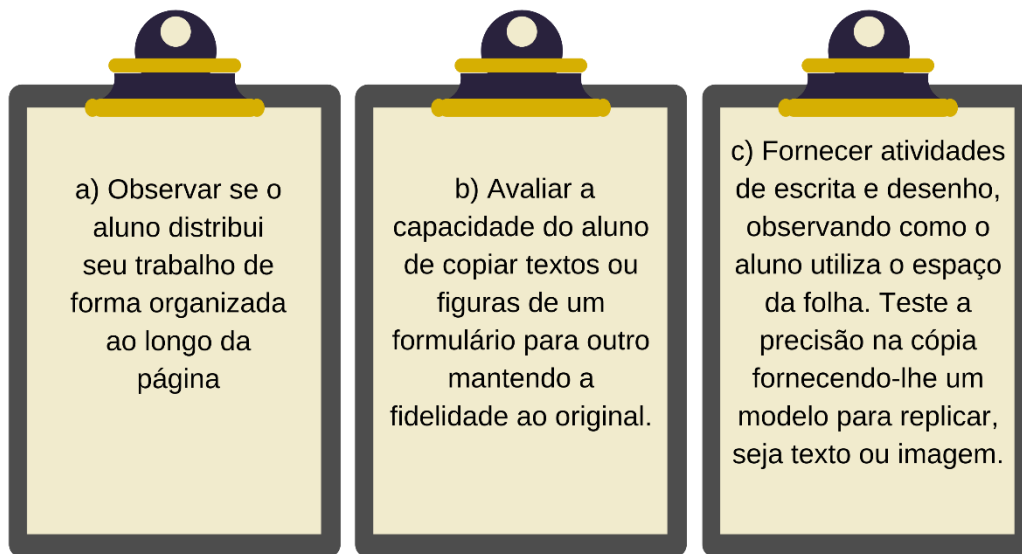 a) Observar se o
aluno distribui
seu trabalho de
forma organizada
ao longo da
página
b) Avaliar a
capacidade do aluno
de copiar textos ou
figuras de um
formulário para outro
mantendo a
fidelidade ao original.
c) Fornecer atividades
de escrita e desenho,
observando como o
aluno utiliza o espaço
da folha. Teste a
precisão na cópia
fornecendo-lhe um
modelo para replicar,
seja texto ou imagem.